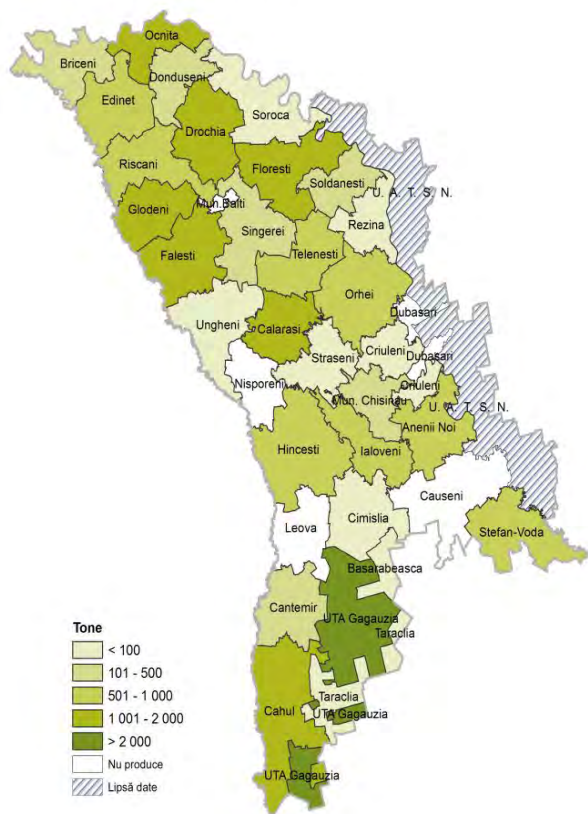 Ocnita
Briceni
Donduseni
Edinet
Soroca
Drochia
Riscani
Floresti
Soldanesti
U. A. T. S. N.
Glodeni
Mun.Balti
Rezina
Singerei
Falesti
Telenesti
Orhei
Dubasari
Ungheni
Calarasi
Straseni
Criuleni
Dubasari
Nisporeni
Criuleni
Mun. Chisinau
U. A. T. S. N.
Anenii Noi
Hincesti
Ialoveni
Causeni
Leova
Cimislia
Stefan-Voda
Basarabeasca
Cantemir
UTA Gagauzia
Taraclia
Tone
< 100
101 - 500
501 - 1 000
1 001 - 2 000
> 2 000
Nu produce
Lipsă date
Taraclia
Cahul
UTA Gagauzia
UTA Gagauzia